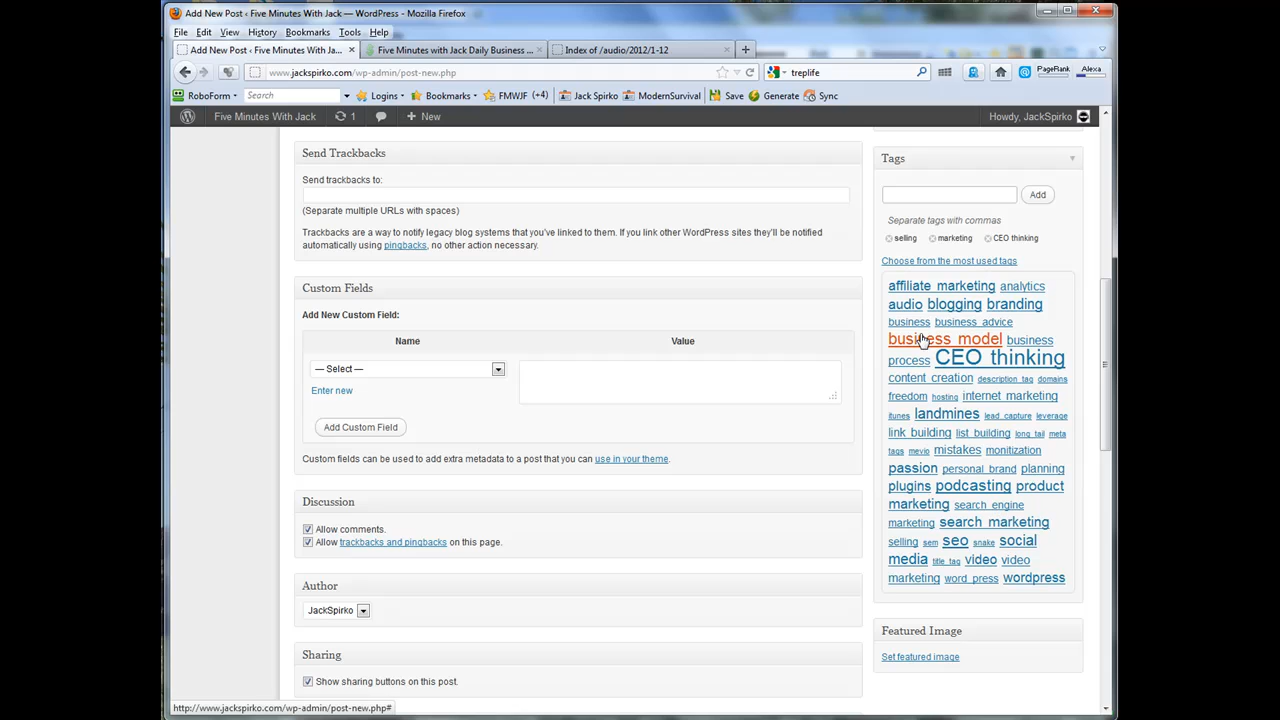 Add New Post ‹ Five Minutes With Jack — WordPress - Mozilla Firefox
File Edit View History Bookmarks Tools Help
Add New Post ‹ Five Minutes With Ja...
Five Minutes with Jack Daily Business ...
Index of /audio/2012/1-12
www.jackspirko.com/wp-admin/post-new.php
treplife
PageRank
Alexa
RoboForm
Search
Logins
Bookmarks
FMWJF (+4)
Jack Spirko
ModernSurvival
Save
Generate
Sync
Five Minutes With Jack
1
New
Howdy, JackSpirko
Send Trackbacks
Send trackbacks to:
(Separate multiple URLs with spaces)
Trackbacks are a way to notify legacy blog systems that you've linked to them. If you link other WordPress sites they'll be notified
automatically using pingbacks, no other action necessary.
Custom Fields
Add New Custom Field:
Name
Value
— Select —
Enter new
Add Custom Field
Custom fields can be used to add extra metadata to a post that you can use in your theme.
Discussion
Allow comments.
Allow trackbacks and pingbacks on this page.
Author
JackSpirko
Sharing
Show sharing buttons on this post.
Tags
Add
Separate tags with commas
selling marketing CEO thinking
Choose from the most used tags
affiliate marketing analytics
audio blogging branding
business business advice
business model business
process CEO thinking
content creation description tag domains
freedom hosting internet marketing
itunes landmines lead capture leverage
link building list building long tail meta
tags mevio mistakes monitization
passion personal brand planning
plugins podcasting product
marketing search engine
marketing search marketing
selling sem seo snake social
media title tag video video
marketing word press wordpress
Featured Image
Set featured image
http://www.jackspirko.com/wp-admin/post-new.php#